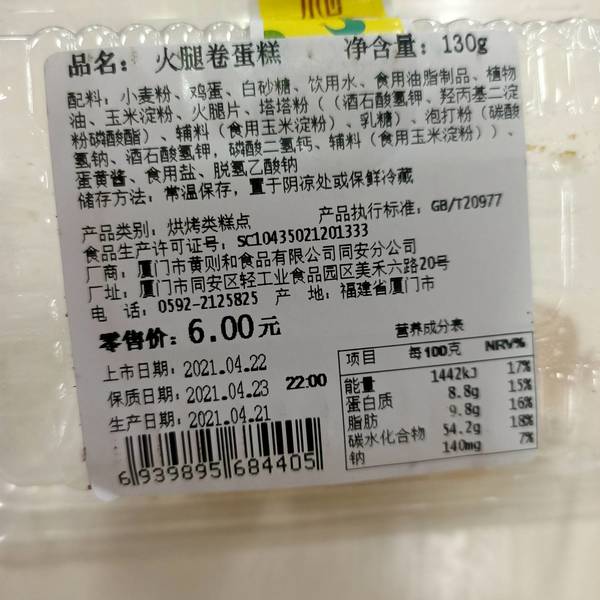 品名：火腿卷蛋糕 净含量：130g
配料：小麦粉、鸡蛋、白砂糖、饮用水、食用油脂制品、植物
油、玉米淀粉、火腿片、塔塔粉（（酒石酸氢钾、羟丙基二淀
粉磷酸酯）、辅料（食用玉米淀粉）、乳糖）、泡打粉（碳酸
氢钠、酒石酸氢钾，磷酸二氢钙、辅料（食用玉米淀粉））、
蛋黄酱、食用盐、脱氢乙酸钠
储存方法：常温保存，置于阴凉处或保鲜冷藏
产品类别：烘烤类糕点 产品执行标准：GB/T20977
食品生产许可证号：SC10435021201333
厂商：厦门市黄则和食品有限公司同安分公司
厂址：厦门市同安区轻工业食品园区美禾六路20号
电 话：0592-2125825 产 地：福建省厦门市
零售价：6.00元
上市日期：2021.04.22
保质日期：2021.04.23 22:00
生产日期：2021.04.21
6939895684405
营养成分表
项目 每100克 NRV%
能量 1442kJ 17%
蛋白质 8.8g 15%
脂肪 9.8g 16%
碳水化合物 54.2g 18%
钠 140mg 7%